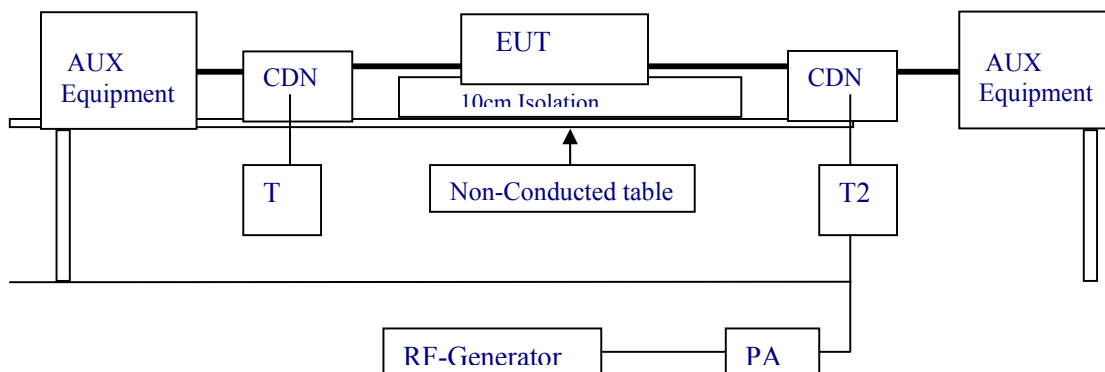 AUX
Equipment
CDN
EUT
10cm Isolation
CDN
AUX
Equipment
T
Non-Conducted table
T2
RF-Generator
PA